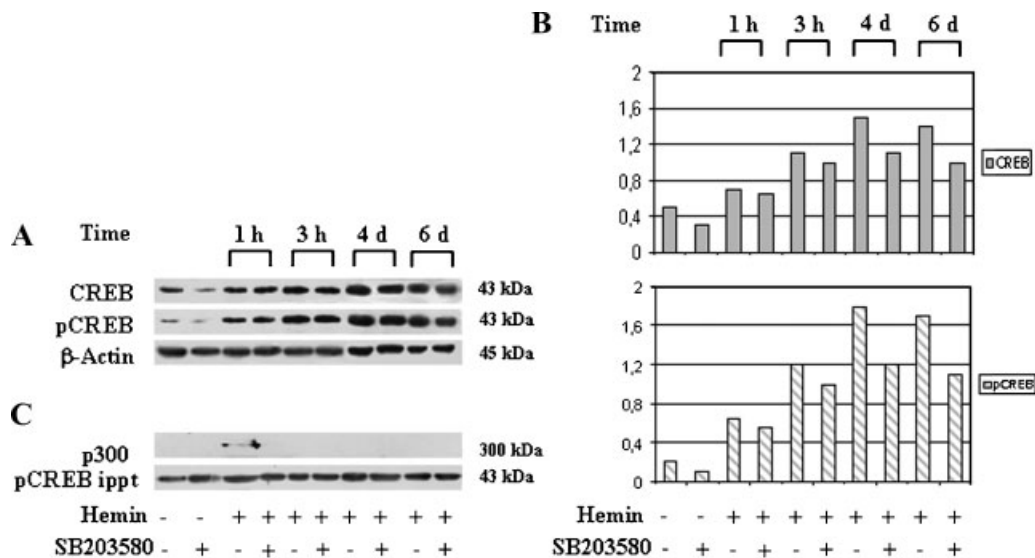 A
Time 1 h 3 h 4 d 6 d
CREB 43 kDa
pCREB 43 kDa
β-Actin 45 kDa
C
p300 300 kDa
pCREB ippt 43 kDa
Hemin - - + + + + + + + +
SB203580 - + - + - + - + - +
B
Time 1 h 3 h 4 d 6 d
2
1,6
1,2
0,8
0,4
0
CREB
2
1,6
1,2
0,8
0,4
0
pCREB
Hemin - - + + + + + + + +
SB203580 - + - + - + - + - +